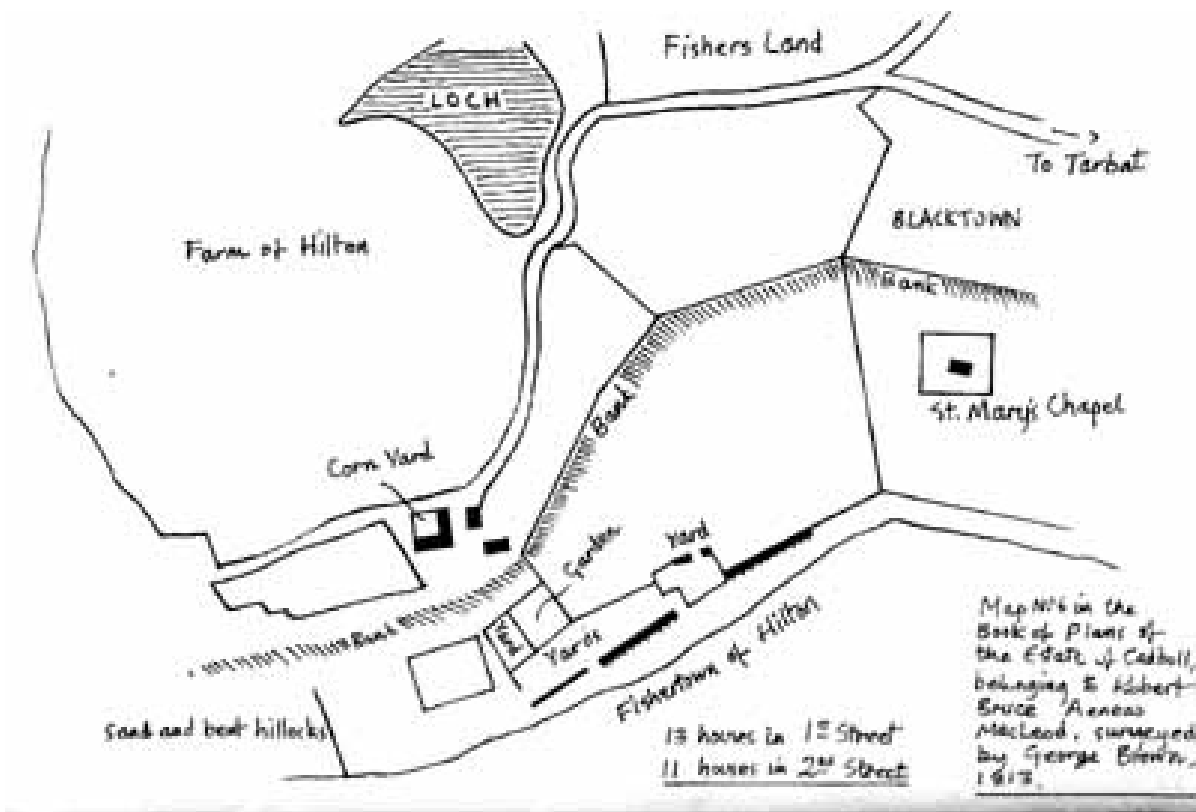 Fishers Land
LOCH
To Tarbat
BLACKTOWN
Farm of Hilton
Bank
St. Mary's Chapel
Bank
Corn Yard
Yard
Garden
Bank
Yard
Yards
Fishertown of Hilton
Sand and bent hillocks
13 houses in 1st Street
11 houses in 2nd Street
Map No 6 in the
Book of Plans of
the Estate of Cadboll,
belonging to Robert
Bruce Aeneas
Macleod, surveyed
by George Brown,
1813.